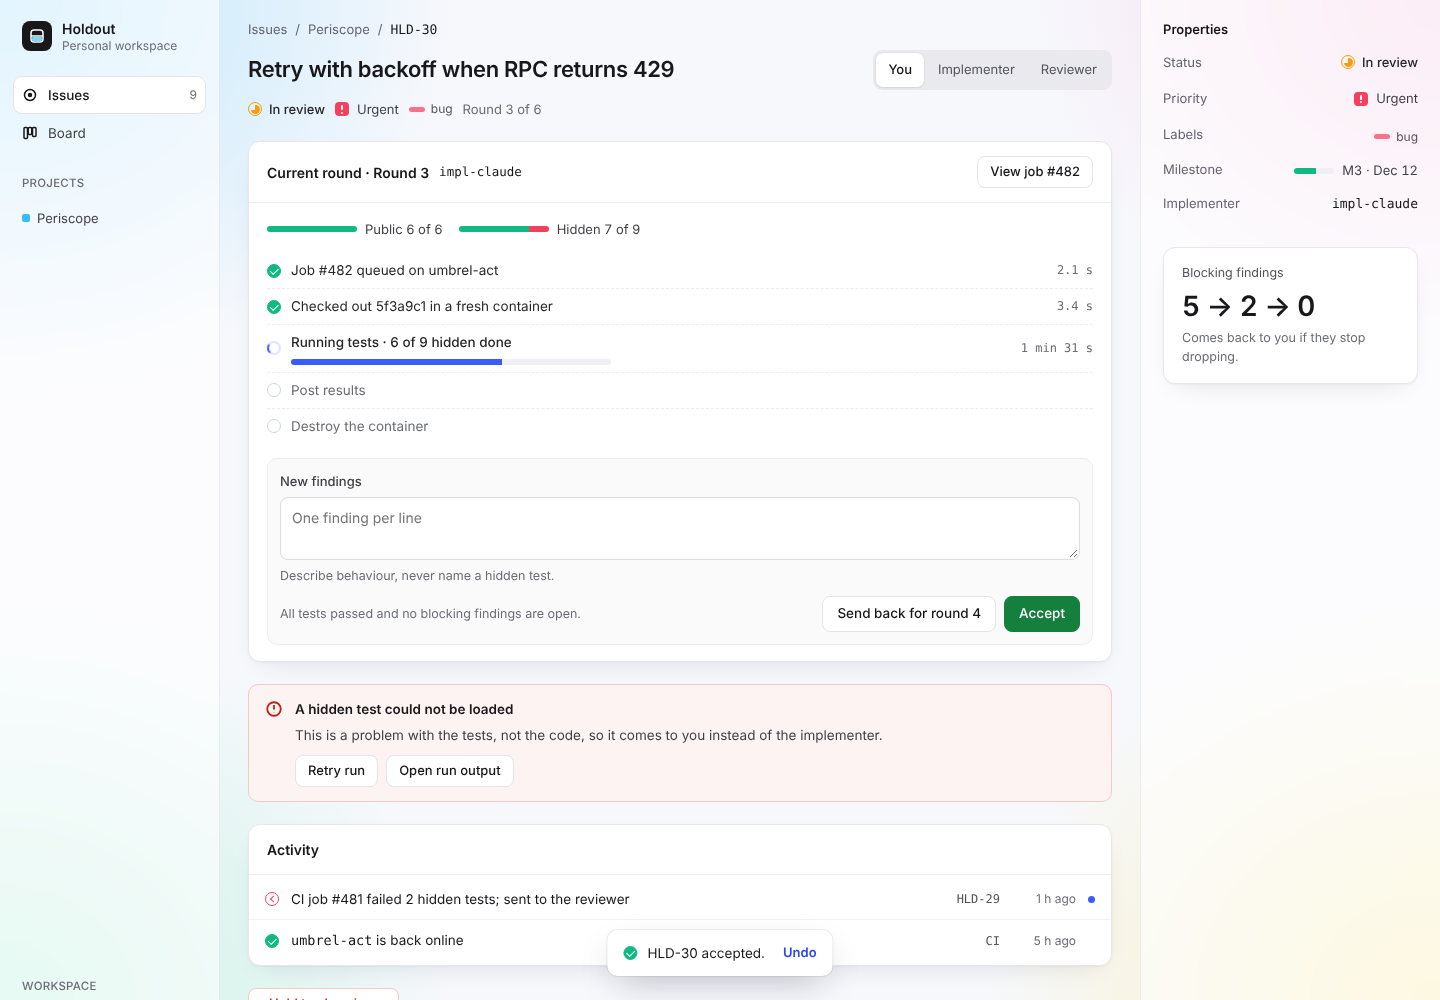 Holdout
Personal workspace
Issues 9
Board
PROJECTS
Periscope
WORKSPACE
Issues / Periscope / HLD-30
Retry with backoff when RPC returns 429
You Implementer Reviewer
In review Urgent bug Round 3 of 6
Current round · Round 3 impl-claude View job #482
Public 6 of 6 Hidden 7 of 9
Job #482 queued on umbrel-act 2.1 s
Checked out 5f3a9c1 in a fresh container 3.4 s
Running tests · 6 of 9 hidden done 1 min 31 s
Post results
Destroy the container
New findings
One finding per line
Describe behaviour, never name a hidden test.
All tests passed and no blocking findings are open. Send back for round 4 Accept
A hidden test could not be loaded
This is a problem with the tests, not the code, so it comes to you instead of the implementer.
Retry run Open run output
Activity
CI job #481 failed 2 hidden tests; sent to the reviewer HLD-29 1 h ago
umbrel-act is back online CI 5 h ago
HLD-30 accepted. Undo
Properties
Status In review
Priority Urgent
Labels bug
Milestone M3 · Dec 12
Implementer impl-claude
Blocking findings
5 → 2 → 0
Comes back to you if they stop
dropping.